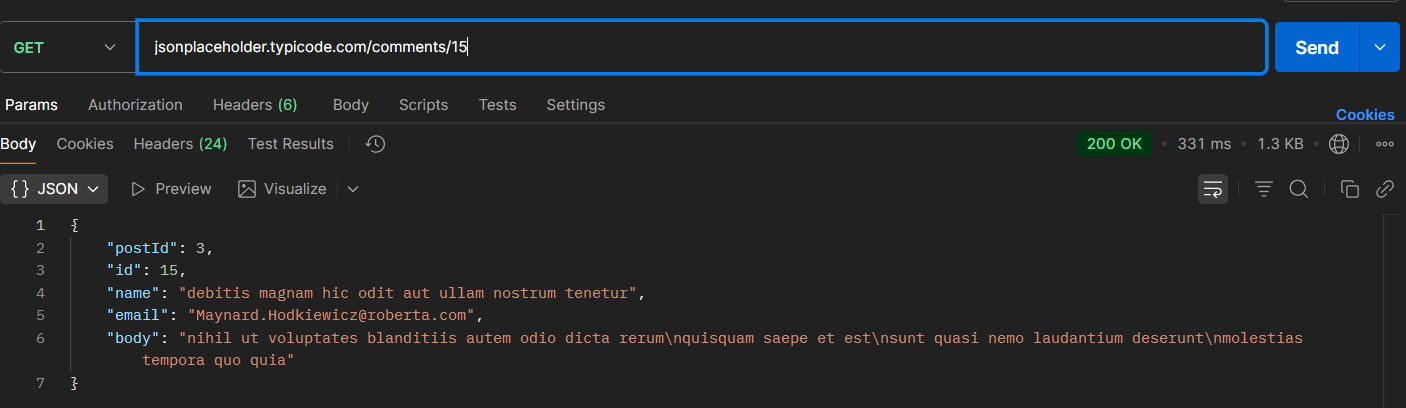 GET jsonplaceholder.typicode.com/comments/15 Send
Params Authorization Headers (6) Body Scripts Tests Settings Cookies
Body Cookies Headers (24) Test Results 200 OK • 331 ms • 1.3 KB •
{} JSON Preview Visualize
1 {
2 "postId": 3,
3 "id": 15,
4 "name": "debitis magnam hic odit aut ullam nostrum tenetur",
5 "email": "Maynard.Hodkiewicz@roberta.com",
6 "body": "nihil ut voluptates blanditiis autem odio dicta rerum\nquisquam saepe et est\nsunt quasi nemo laudantium deserunt\nmolestias
tempora quo quia"
7 }